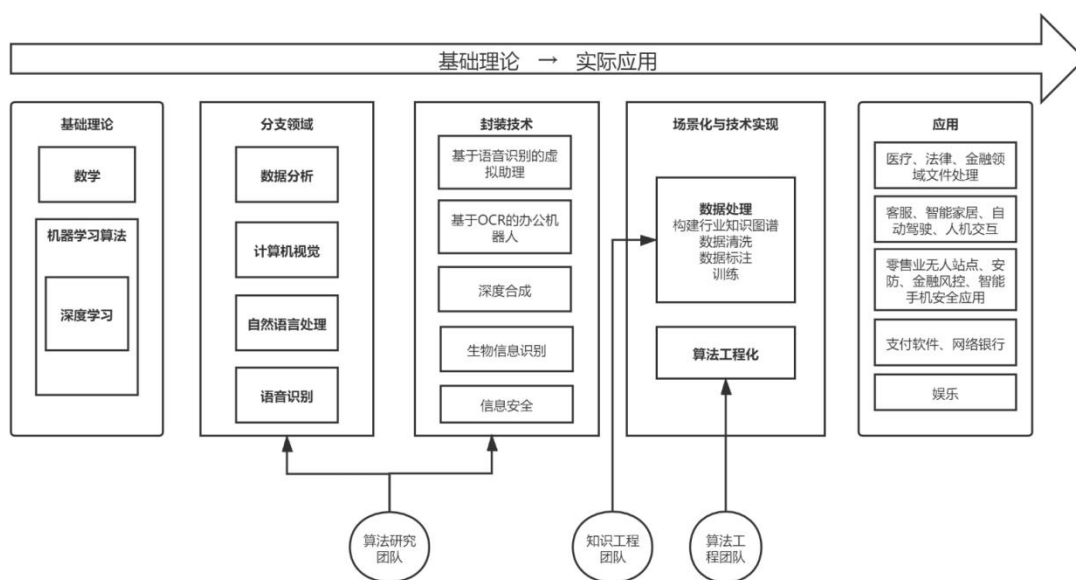 基础理论 → 实际应用
基础理论
数学
机器学习算法
深度学习
分支领域
数据分析
计算机视觉
自然语言处理
语音识别
封装技术
基于语音识别的虚
拟助理
基于OCR的办公机
器人
深度合成
生物信息识别
信息安全
场景化与技术实现
数据处理
构建行业知识图谱
数据清洗
数据标注
训练
算法工程化
应用
医疗、法律、金融领
域文件处理
客服、智能家居、自
动驾驶、人机交互
零售业无人站点、安
防、金融风控、智能
手机安全应用
支付软件、网络银行
娱乐
算法研究
团队
知识工程
团队
算法工
程团队